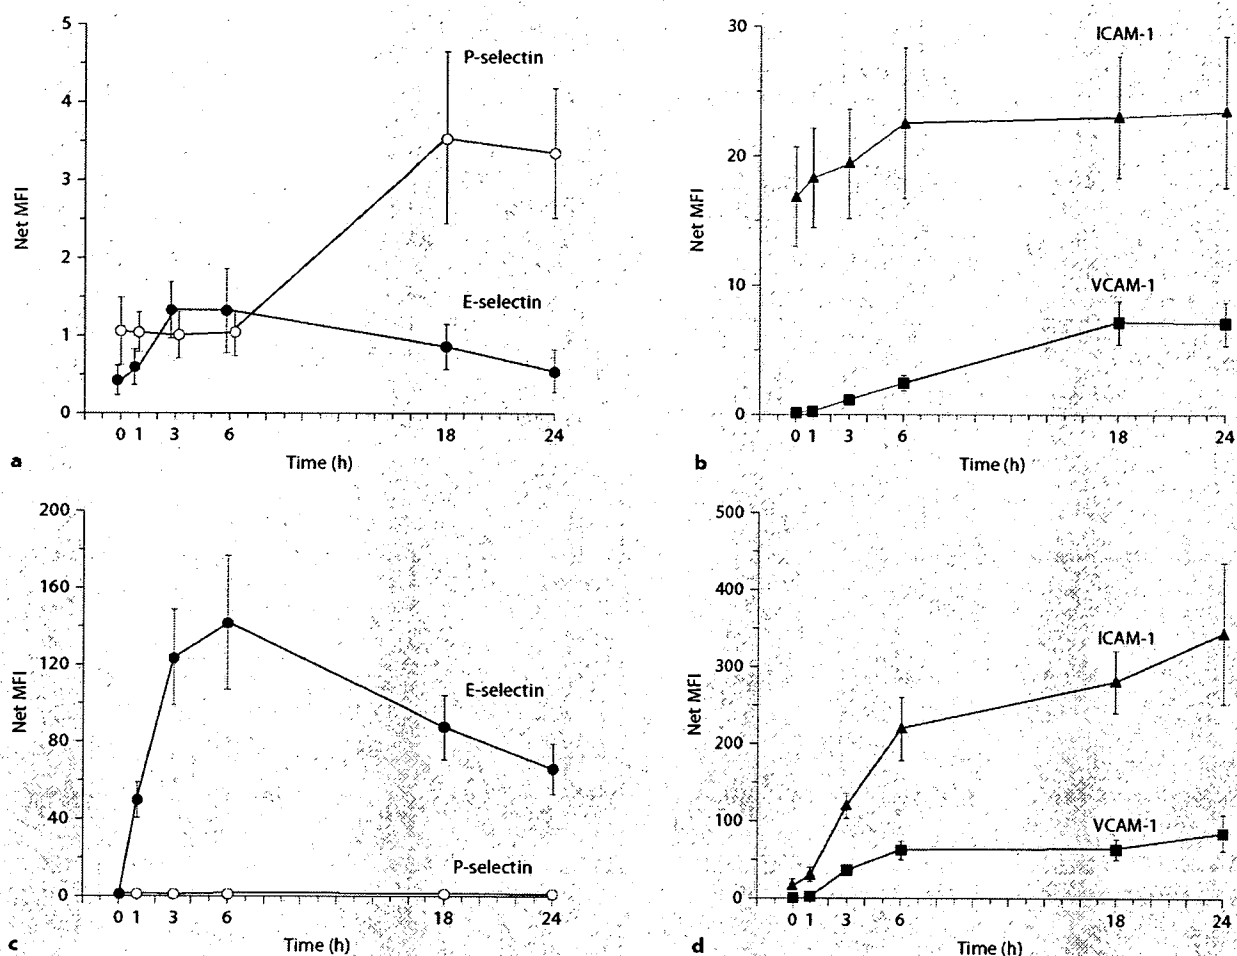 5
4
3
2
1
0
Net MFI
P-selectin
E-selectin
0 1 3 6 18 24
Time (h)
a
30
20
10
0
Net MFI
ICAM-1
VCAM-1
0 1 3 6 18 24
Time (h)
b
200
160
120
80
40
0
Net MFI
E-selectin
P-selectin
0 1 3 6 18 24
Time (h)
c
500
400
300
200
100
0
Net MFI
ICAM-1
VCAM-1
0 1 3 6 18 24
Time (h)
d